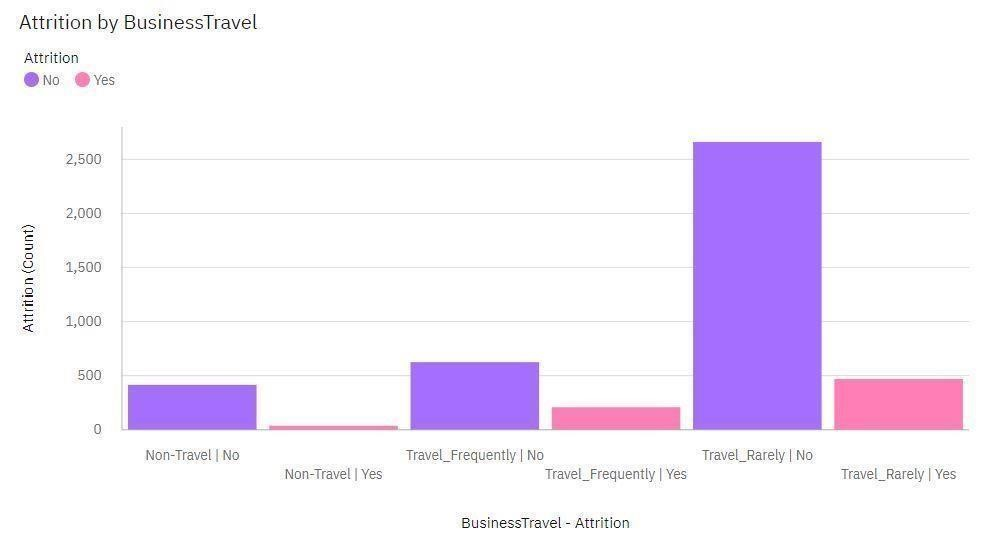 Attrition by BusinessTravel
Attrition
No Yes
2,500
2,000
1,500
1,000
500
0
Attrition (Count)
Non-Travel | No
Non-Travel | Yes
Travel_Frequently | No
Travel_Frequently | Yes
Travel_Rarely | No
Travel_Rarely | Yes
BusinessTravel - Attrition